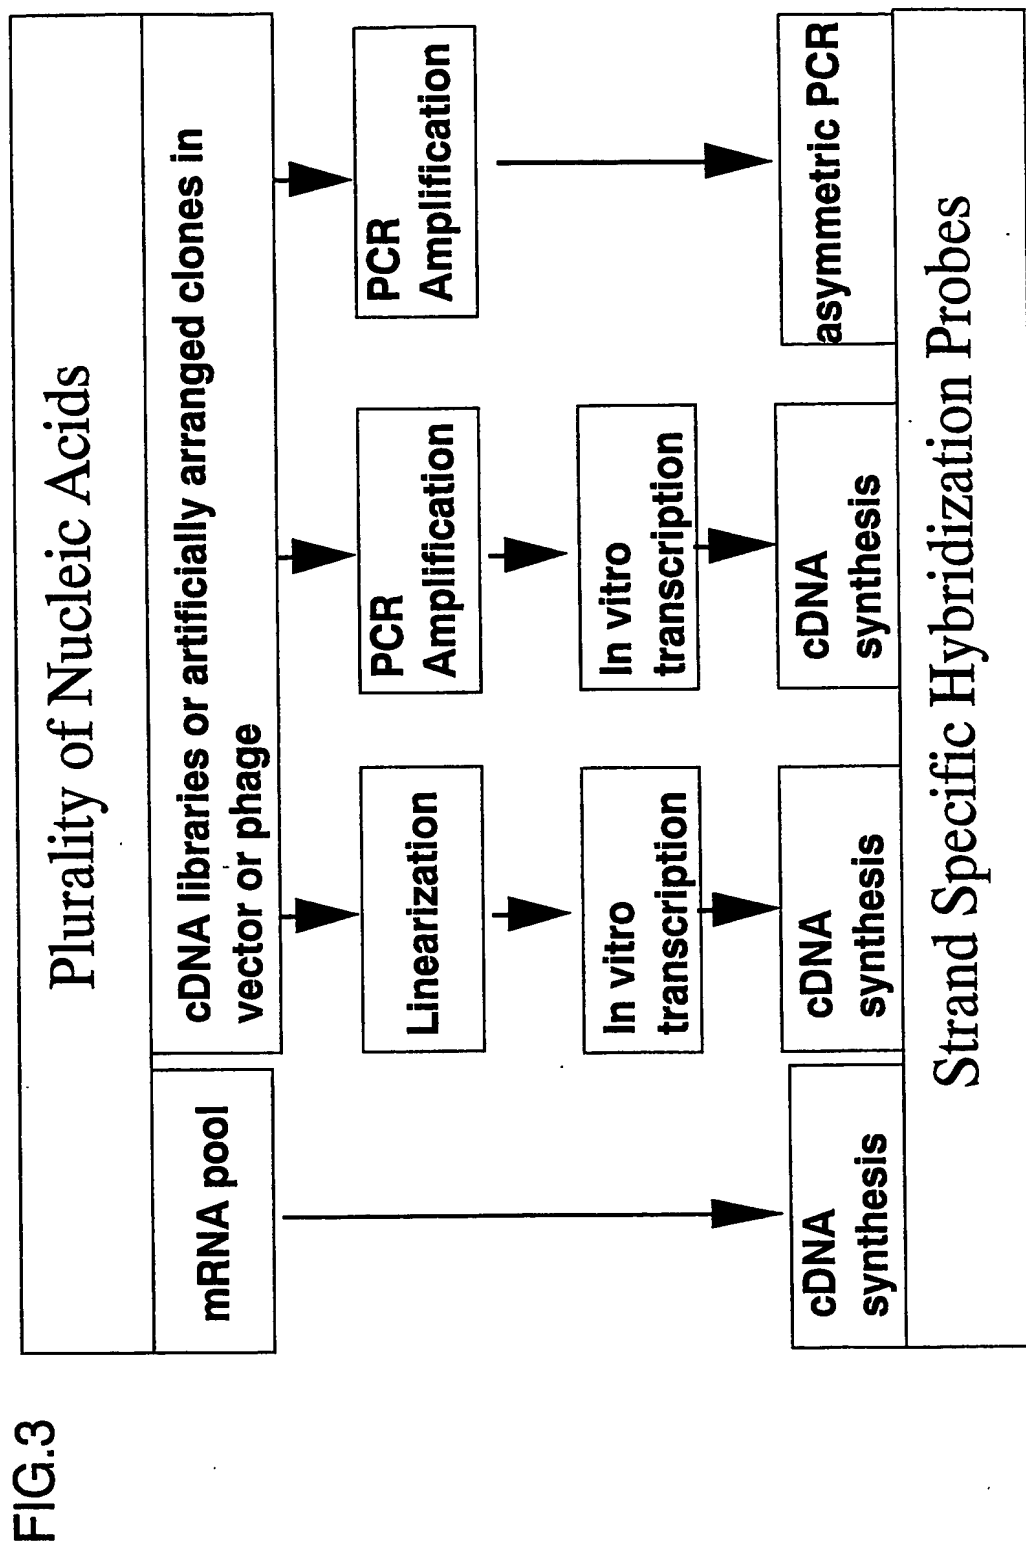 FIG.3
Plurality of Nucleic Acids
mRNA pool
cDNA libraries or artificially arranged clones in
vector or phage
Linearization
PCR
Amplification
PCR
Amplification
In vitro
transcription
In vitro
transcription
cDNA
synthesis
cDNA
synthesis
cDNA
synthesis
asymmetric PCR
Strand Specific Hybridization Probes